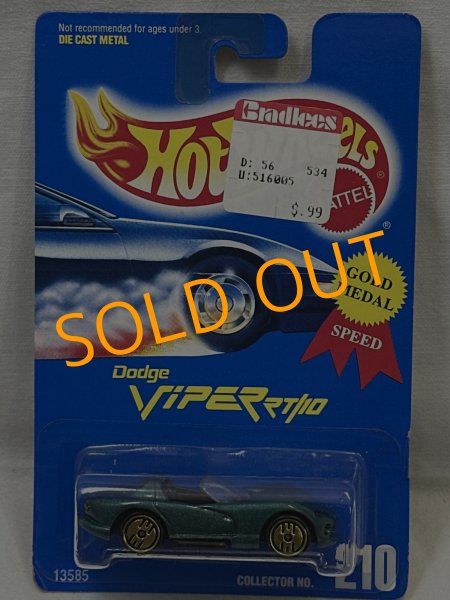 Not recommended for ages under 3.
DIE CAST METAL
Bradlees
D: 56 534
U:516005
$.99
Hot
els
MATTEL
®
GOLD
MEDAL
SPEED
SOLD OUT
Dodge
VIPER RT/10
13585
COLLECTOR NO. 210